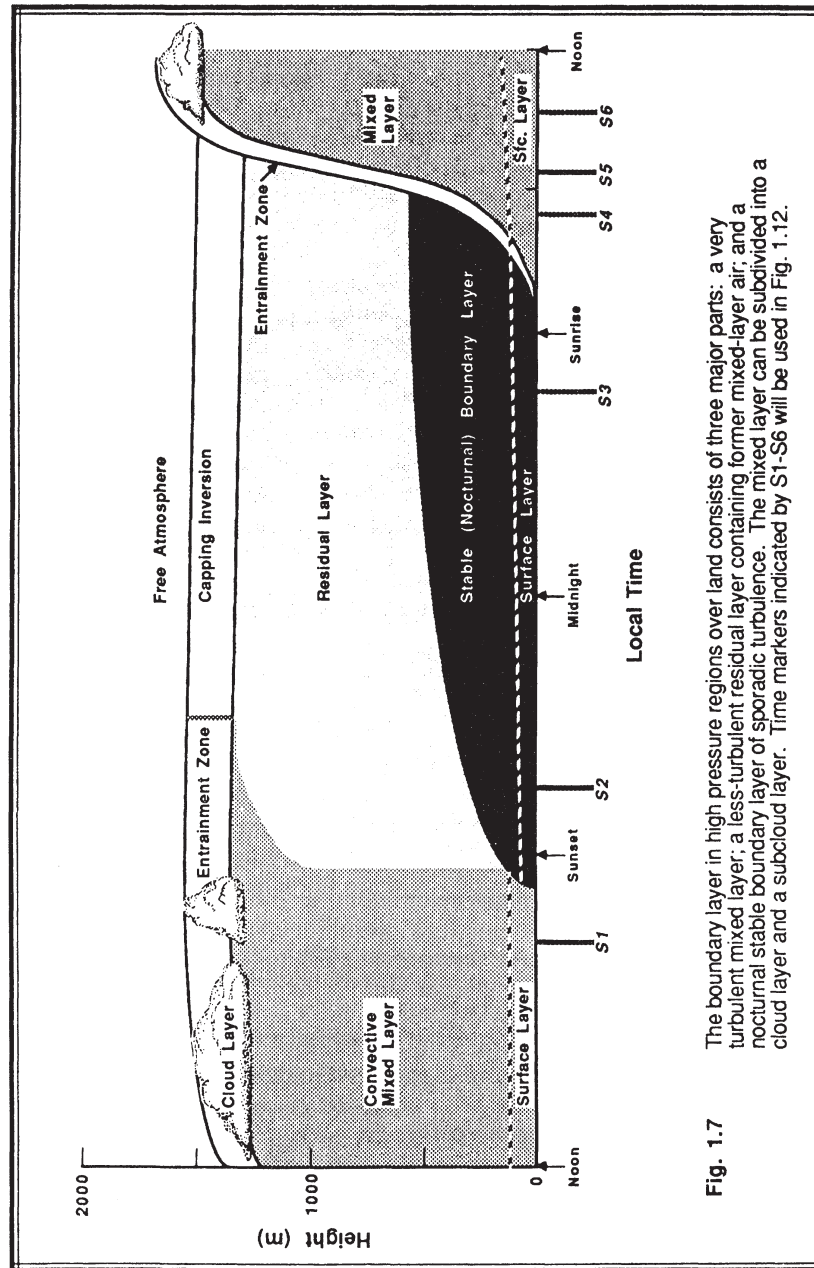 2000
1000
0
Height (m)
Free Atmosphere
Cloud Layer
Entrainment Zone
Capping Inversion
Entrainment Zone
Convective
Mixed Layer
Residual Layer
Mixed
Layer
Stable (Nocturnal) Boundary Layer
Surface Layer
Surface Layer
Sfc. Layer
Noon
S1
Sunset
S2
Midnight
S3
Sunrise
S4
S5
S6
Noon
Local Time
Fig. 1.7
The boundary layer in high pressure regions over land consists of three major parts: a very
turbulent mixed layer; a less-turbulent residual layer containing former mixed-layer air; and a
nocturnal stable boundary layer of sporadic turbulence. The mixed layer can be subdivided into a
cloud layer and a subcloud layer. Time markers indicated by S1-S6 will be used in Fig. 1.12.